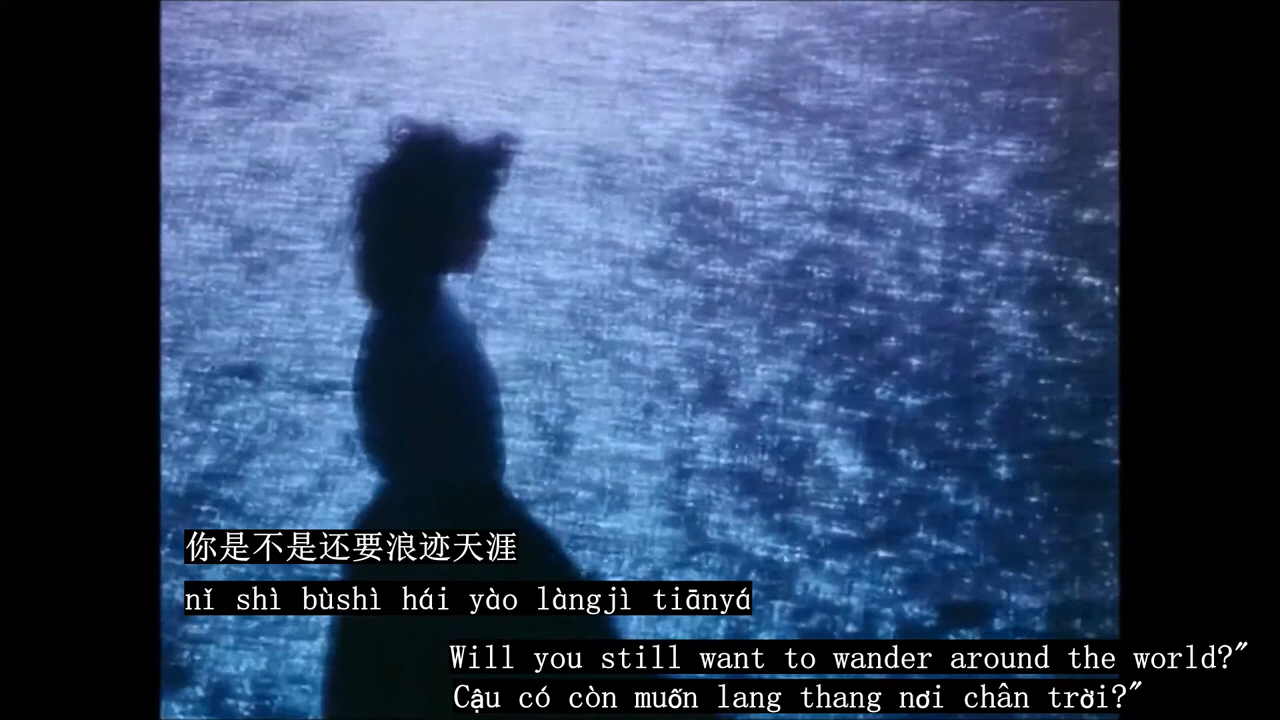 你是不是还要浪迹天涯
nǐ shì bùshì hái yào làngjì tiānyá
Will you still want to wander around the world?"
Cậu có còn muốn lang thang nơi chân trời?"